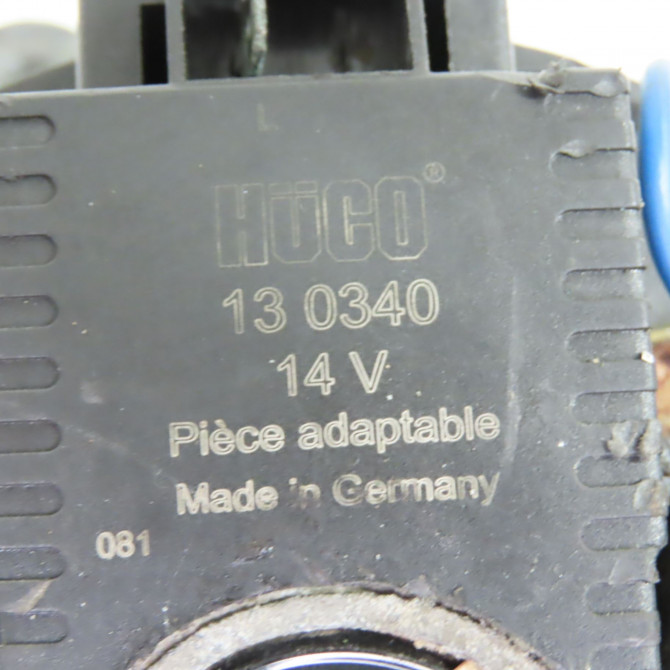 L
HÜCO®
13 0340
14 V
Pièce adaptable
Made in Germany
081